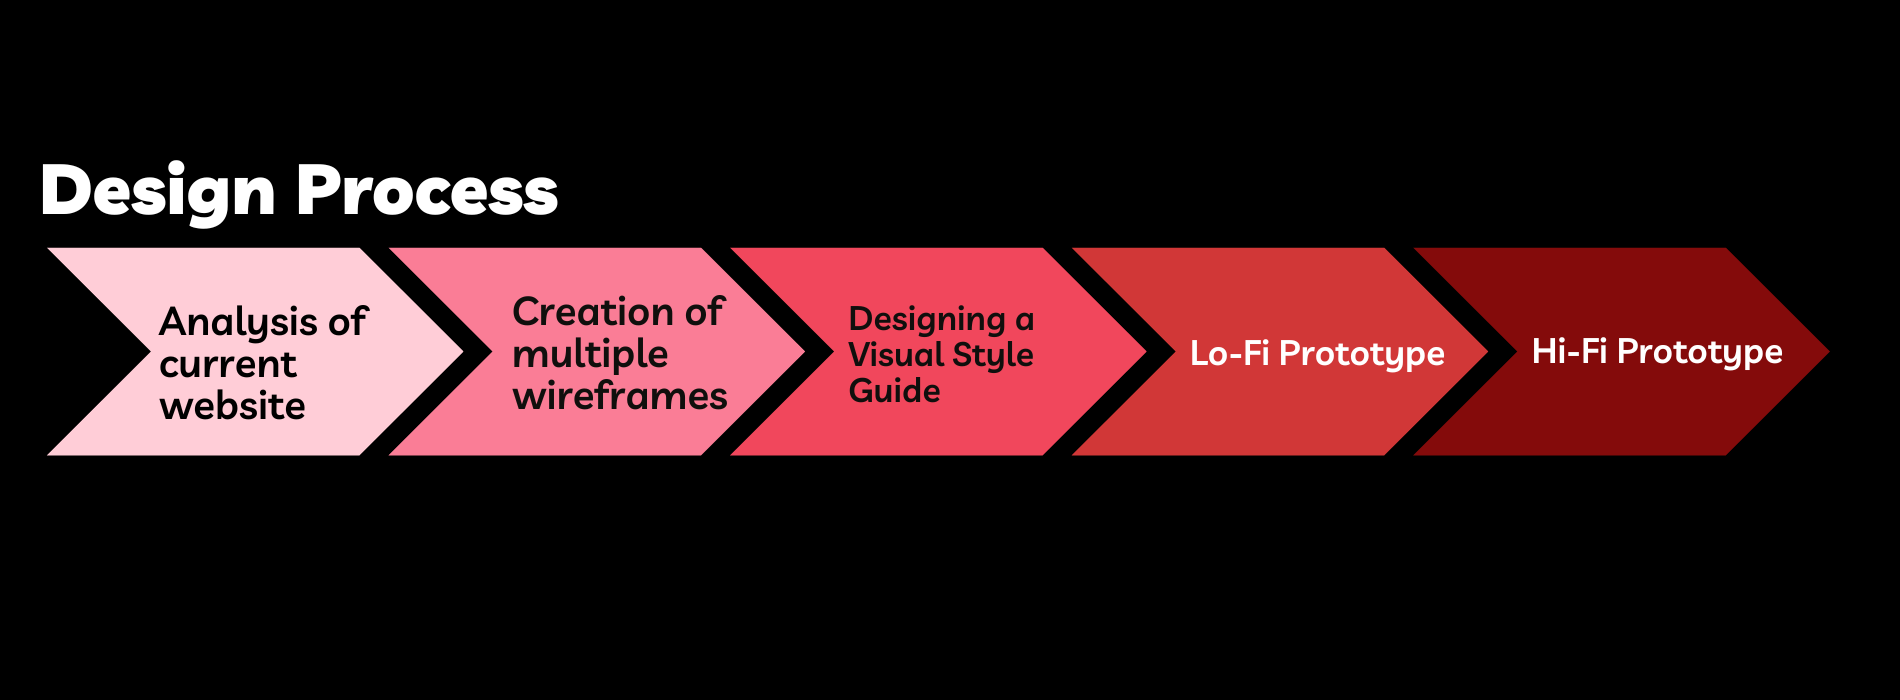 Design Process
Analysis of
current
website
Creation of
multiple
wireframes
Designing a
Visual Style
Guide
Lo-Fi Prototype
Hi-Fi Prototype